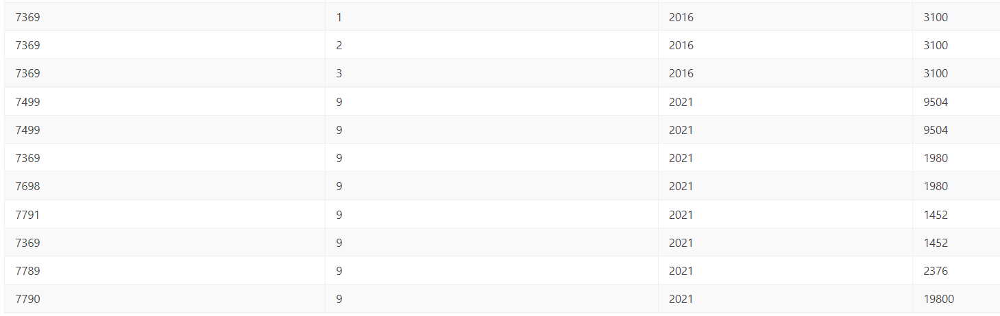 7369 1 2016 3100
7369 2 2016 3100
7369 3 2016 3100
7499 9 2021 9504
7499 9 2021 9504
7369 9 2021 1980
7698 9 2021 1980
7791 9 2021 1452
7369 9 2021 1452
7789 9 2021 2376
7790 9 2021 19800